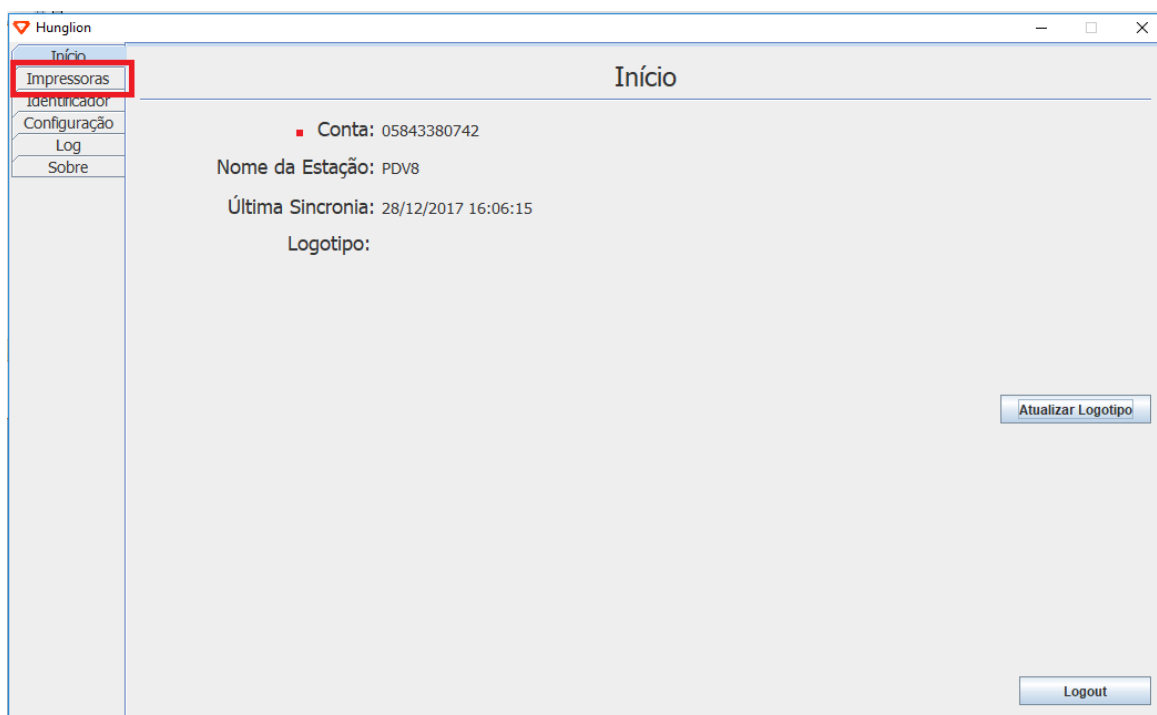 Hunglion
Início
Impressoras
Identificador
Configuração
Log
Sobre
Início
Conta: 05843380742
Nome da Estação: PDV8
Última Sincronia: 28/12/2017 16:06:15
Logotipo:
Atualizar Logotipo
Logout